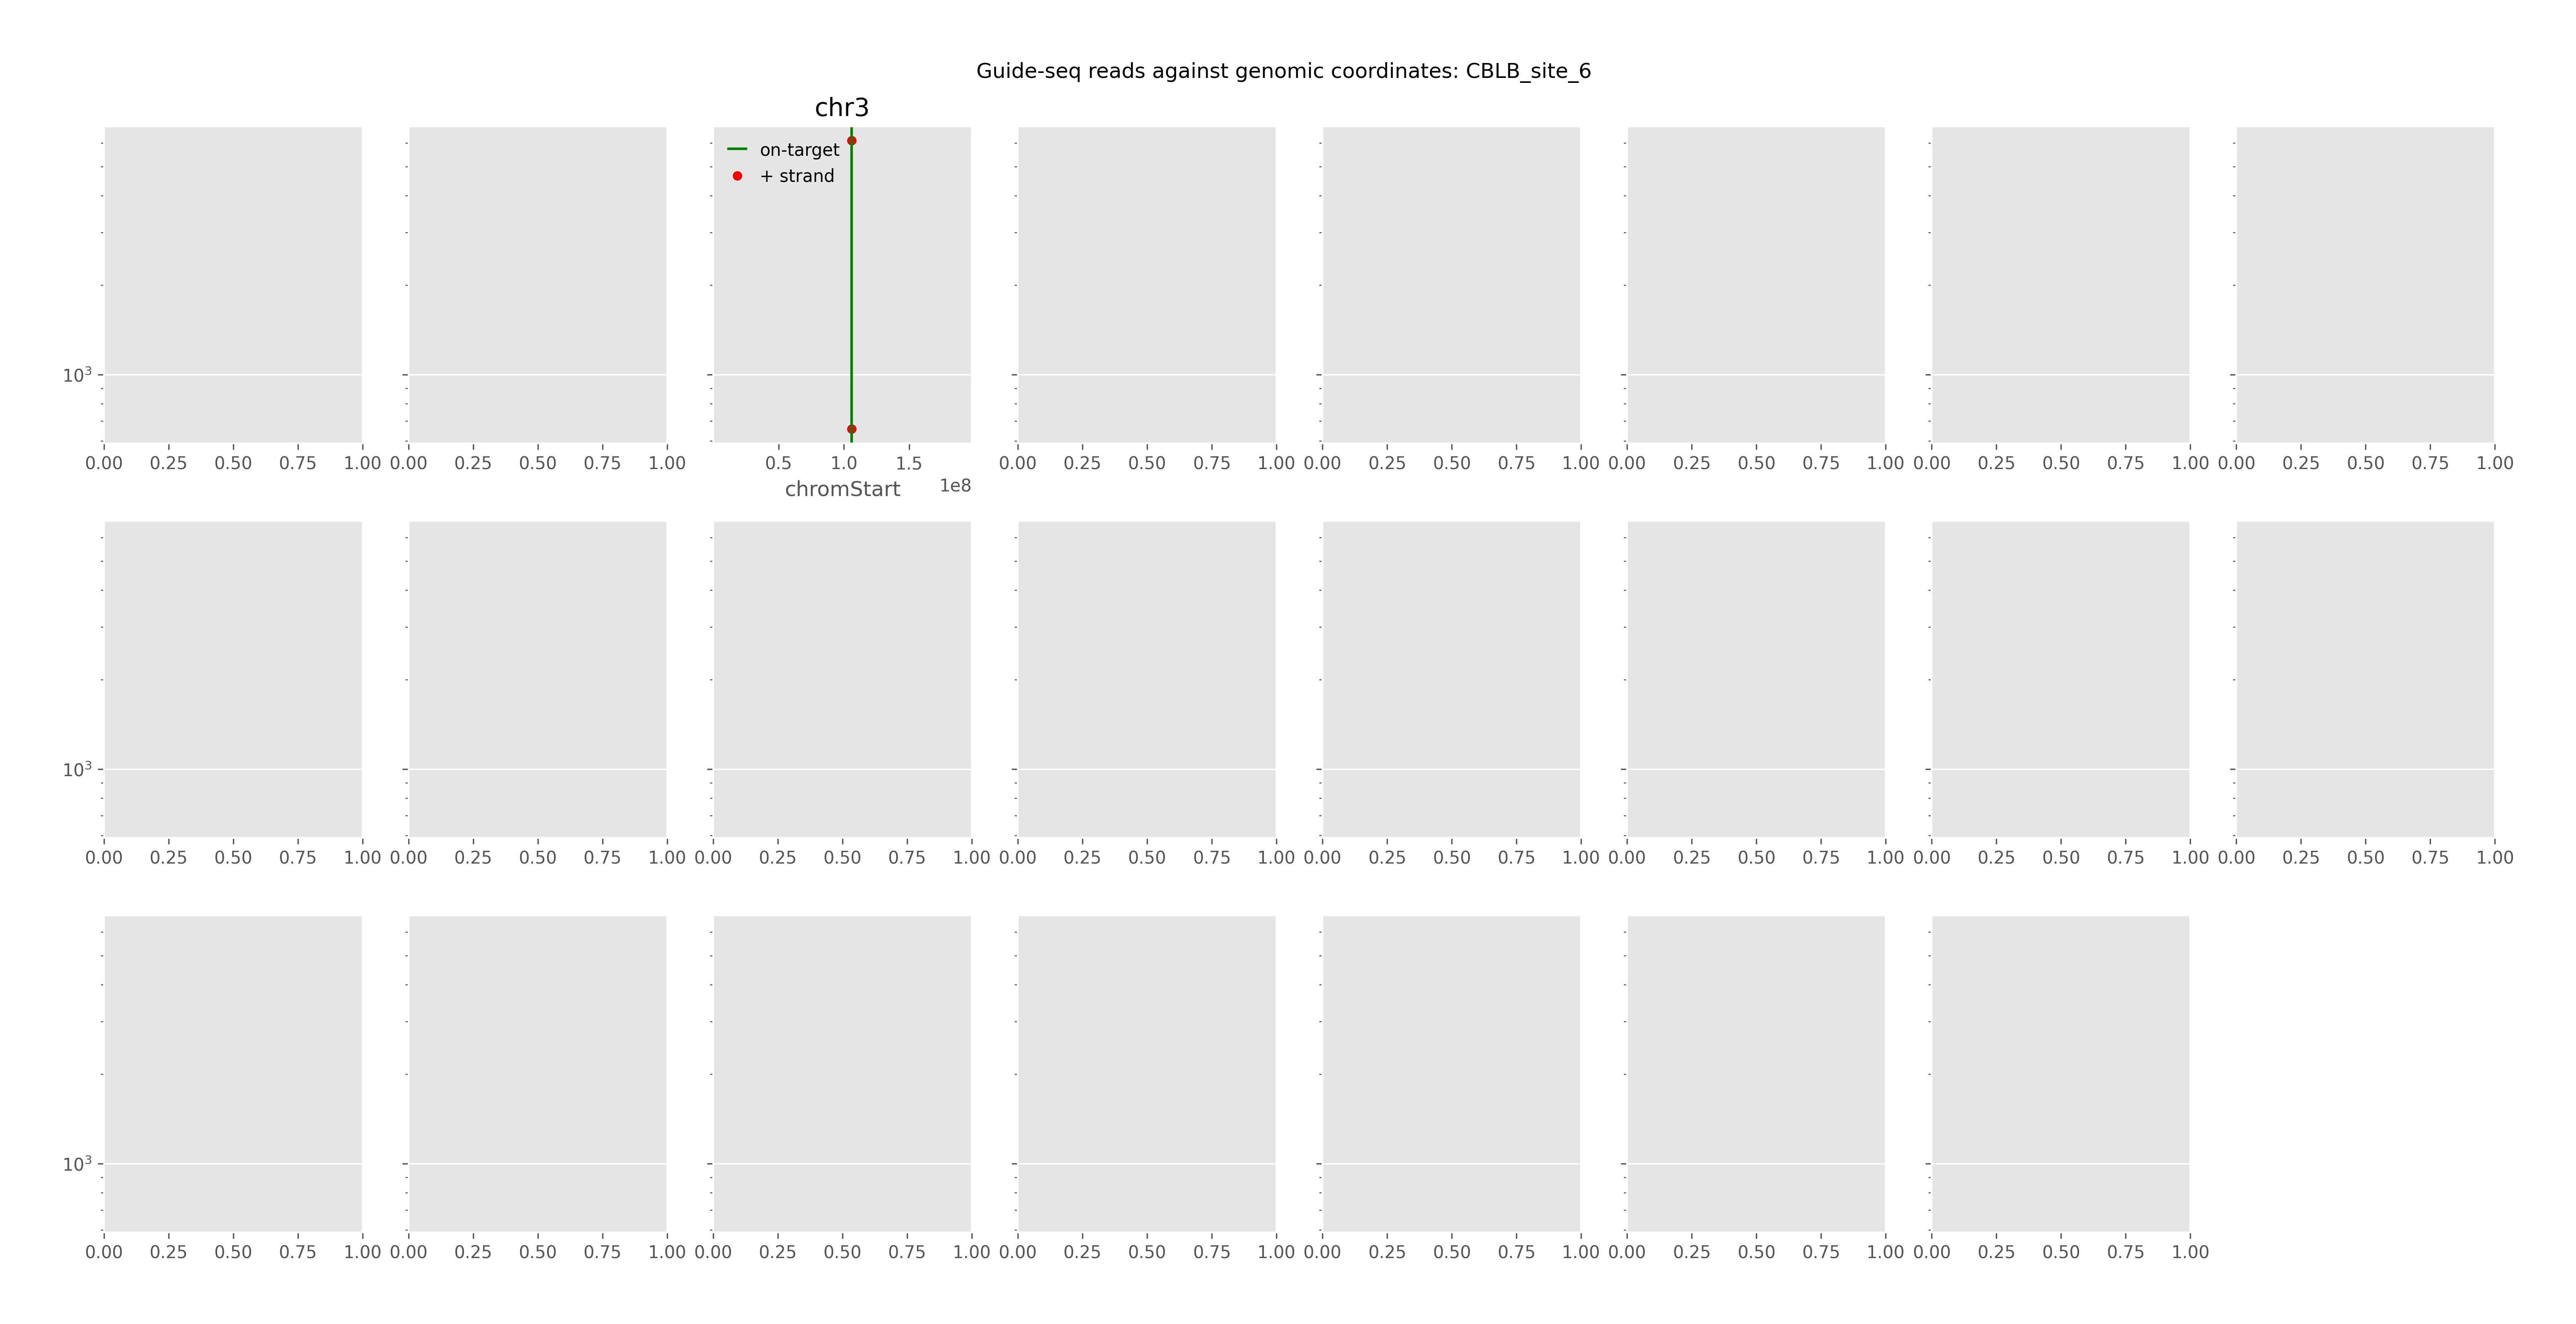 Guide-seq reads against genomic coordinates: CBLB_site_6
chr3
on-target
+ strand
10³
0.00 0.25 0.50 0.75 1.00 0.00 0.25 0.50 0.75 1.00 0.5 1.0 1.5 0.00 0.25 0.50 0.75 1.00 0.00 0.25 0.50 0.75 1.00 0.00 0.25 0.50 0.75 1.00 0.00 0.25 0.50 0.75 1.00 0.00 0.25 0.50 0.75 1.00
chromStart 1e8
10³
0.00 0.25 0.50 0.75 1.00 0.00 0.25 0.50 0.75 1.00 0.00 0.25 0.50 0.75 1.00 0.00 0.25 0.50 0.75 1.00 0.00 0.25 0.50 0.75 1.00 0.00 0.25 0.50 0.75 1.00 0.00 0.25 0.50 0.75 1.00 0.00 0.25 0.50 0.75 1.00
10³
0.00 0.25 0.50 0.75 1.00 0.00 0.25 0.50 0.75 1.00 0.00 0.25 0.50 0.75 1.00 0.00 0.25 0.50 0.75 1.00 0.00 0.25 0.50 0.75 1.00 0.00 0.25 0.50 0.75 1.00 0.00 0.25 0.50 0.75 1.00